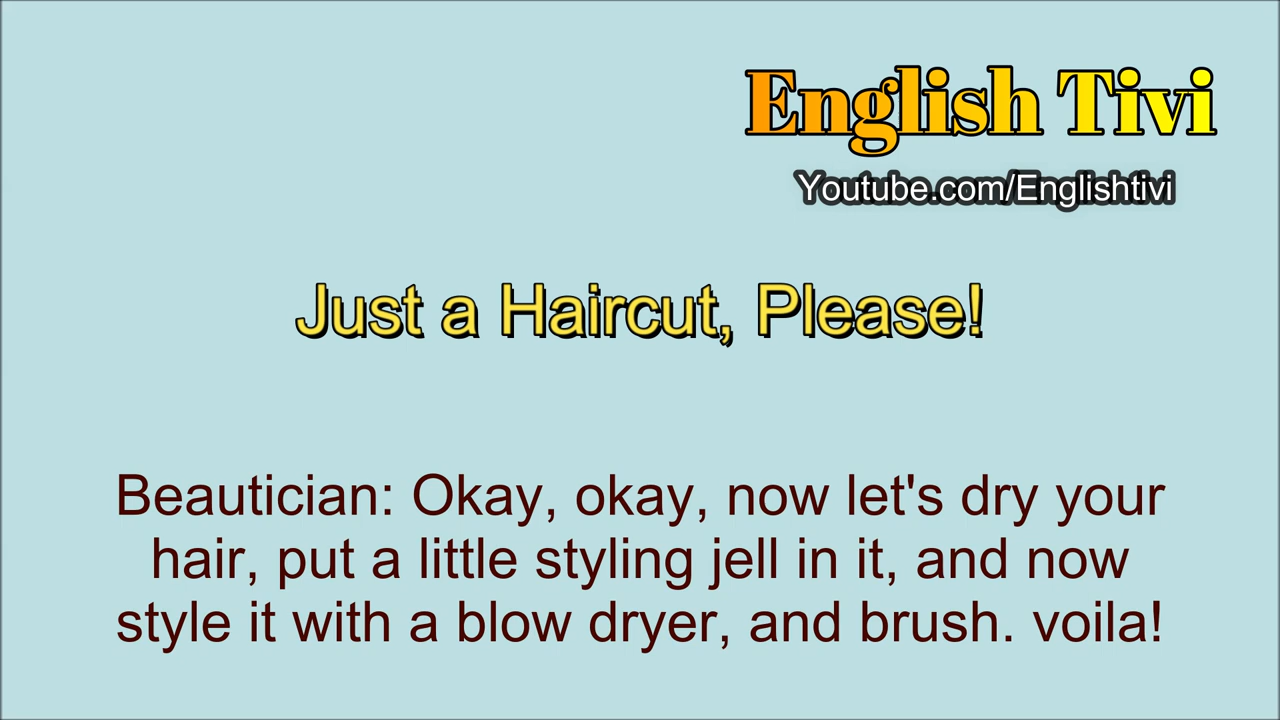 English Tivi
Youtube.com/Englishtivi
Just a Haircut, Please!
Beautician: Okay, okay, now let's dry your
hair, put a little styling jell in it, and now
style it with a blow dryer, and brush. voila!